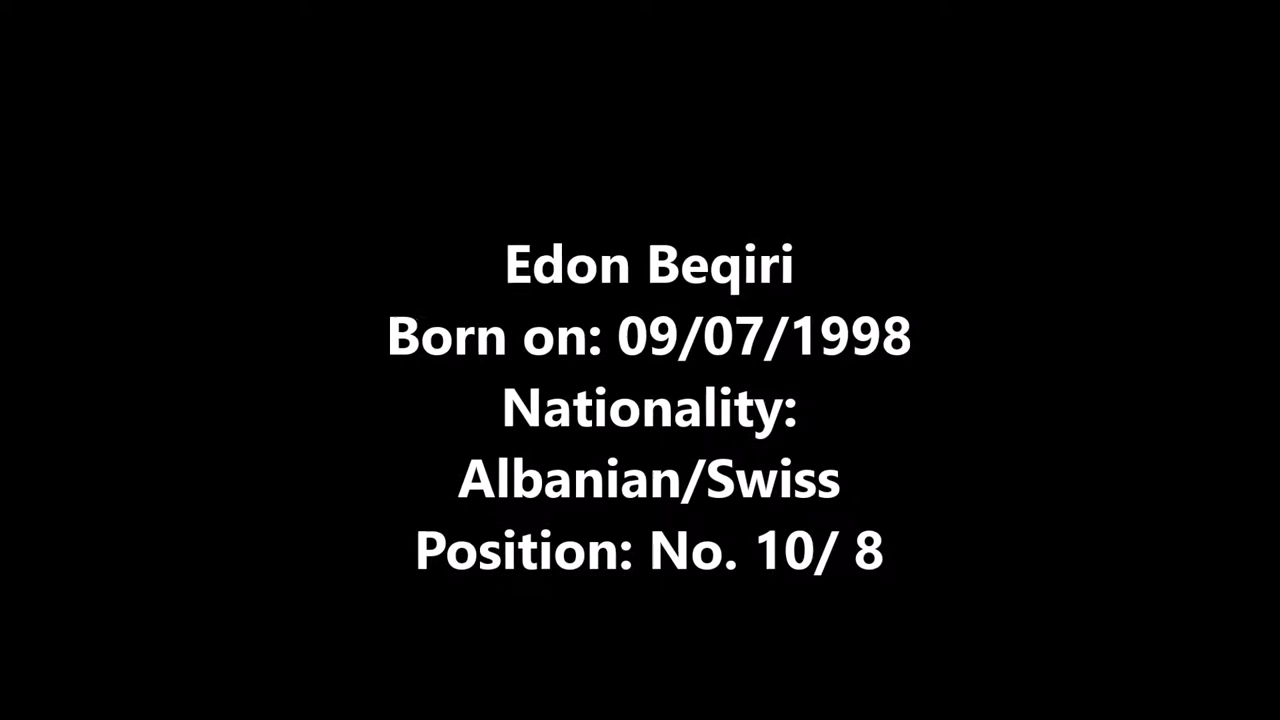 Edon Beqiri
Born on: 09/07/1998
Nationality:
Albanian/Swiss
Position: No. 10/ 8